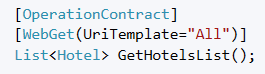 [OperationContract]
[WebGet(UriTemplate="All")]
List<Hotel> GetHotelsList();